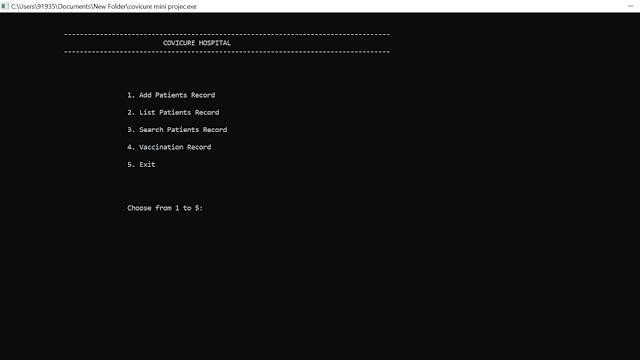 C:\Users\91935\Documents\New Folder\covicure mini projec.exe
--------------------------------------------------------------------------------
COVICURE HOSPITAL
--------------------------------------------------------------------------------
1. Add Patients Record
2. List Patients Record
3. Search Patients Record
4. Vaccination Record
5. Exit
Choose from 1 to 5: